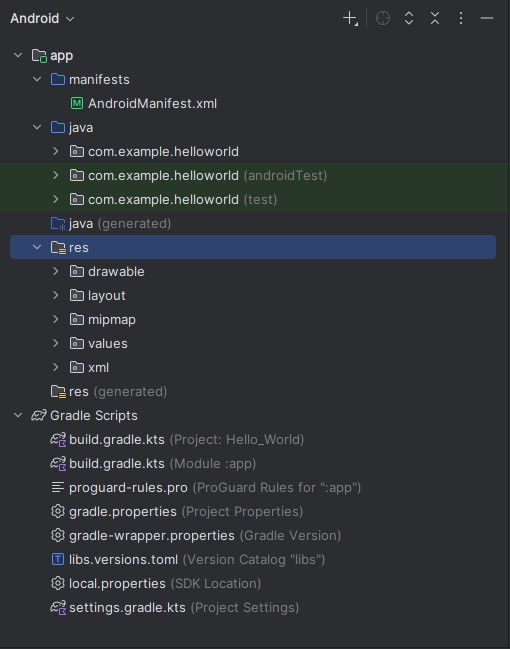 Android
app
manifests
AndroidManifest.xml
java
com.example.helloworld
com.example.helloworld (androidTest)
com.example.helloworld (test)
java (generated)
res
drawable
layout
mipmap
values
xml
res (generated)
Gradle Scripts
build.gradle.kts (Project: Hello_World)
build.gradle.kts (Module :app)
proguard-rules.pro (ProGuard Rules for ":app")
gradle.properties (Project Properties)
gradle-wrapper.properties (Gradle Version)
libs.versions.toml (Version Catalog "libs")
local.properties (SDK Location)
settings.gradle.kts (Project Settings)